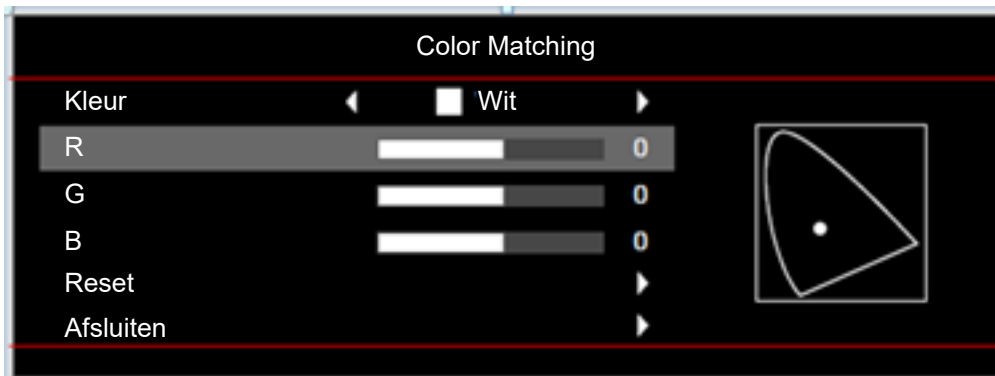 Color Matching
Kleur Wit
R 0
G 0
B 0
Reset
Afsluiten